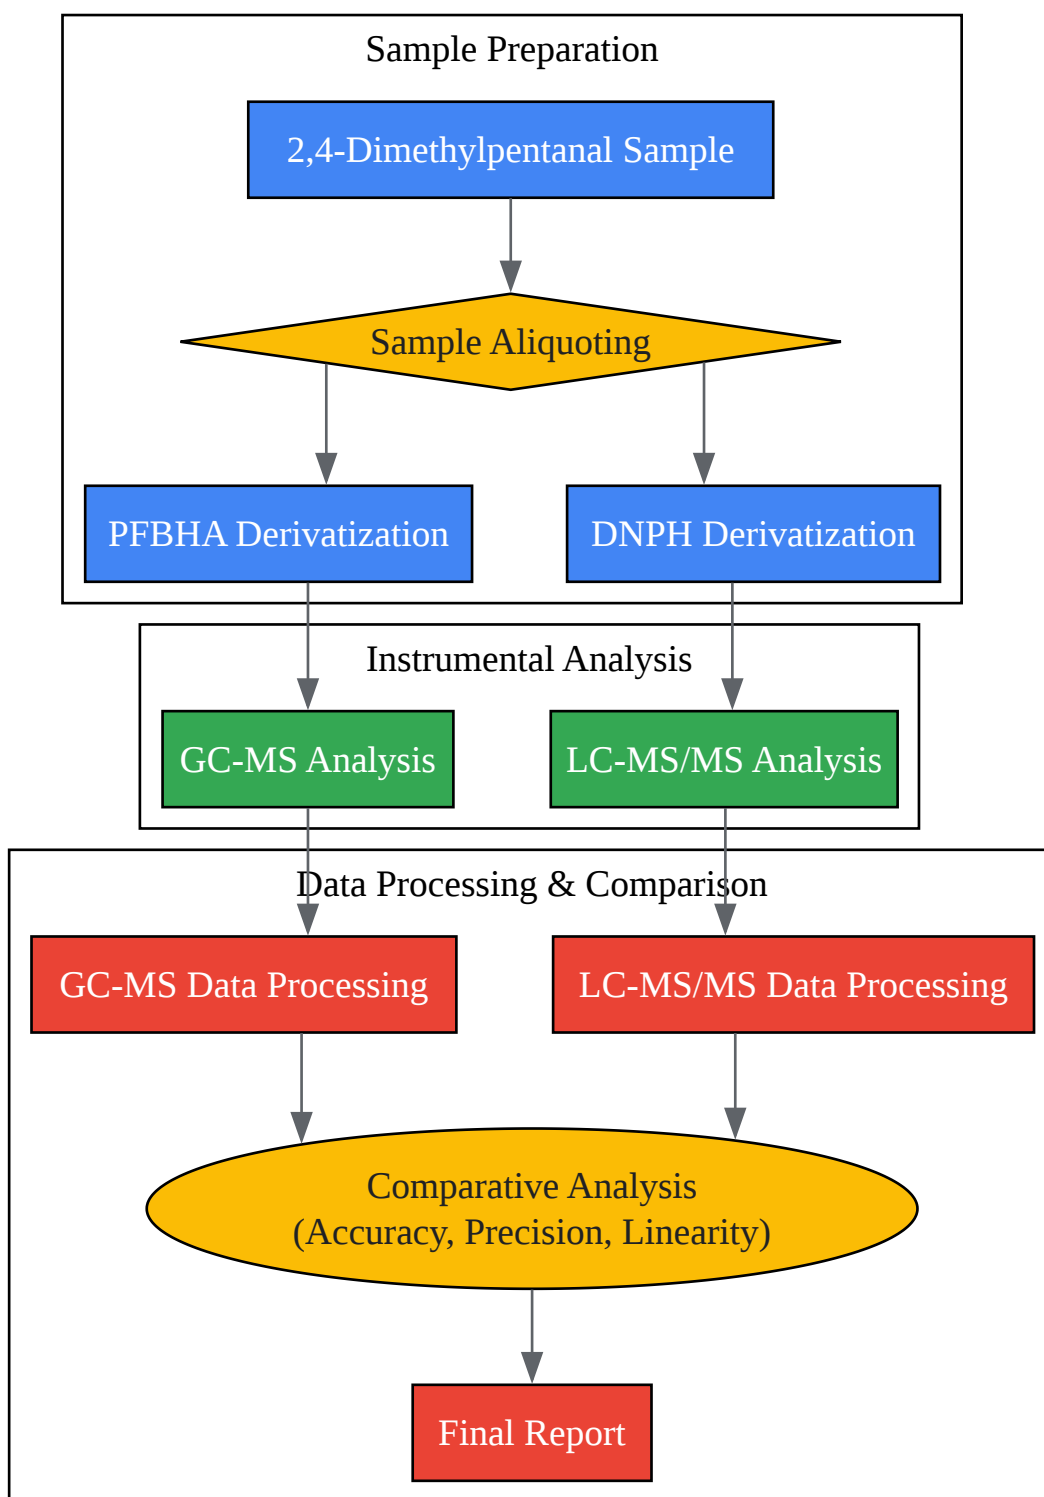 Sample Preparation
2,4-Dimethylpentanal Sample
Sample Aliquoting
PFBHA Derivatization
DNPH Derivatization
Instrumental Analysis
GC-MS Analysis
LC-MS/MS Analysis
Data Processing & Comparison
GC-MS Data Processing
LC-MS/MS Data Processing
Comparative Analysis
(Accuracy, Precision, Linearity)
Final Report